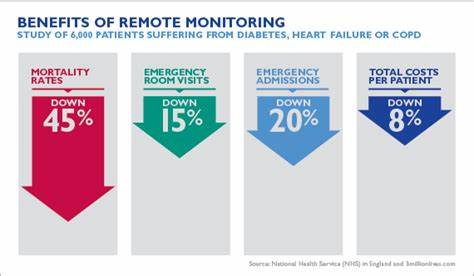 BENEFITS OF REMOTE MONITORING
STUDY OF 6,000 PATIENTS SUFFERING FROM DIABETES, HEART FAILURE OR COPD
MORTALITY
RATES
DOWN
45%
EMERGENCY
ROOM VISITS
DOWN
15%
EMERGENCY
ADMISSIONS
DOWN
20%
TOTAL COSTS
PER PATIENT
DOWN
8%
Source: National Health Service (NHS) in England and 3millionlives.com